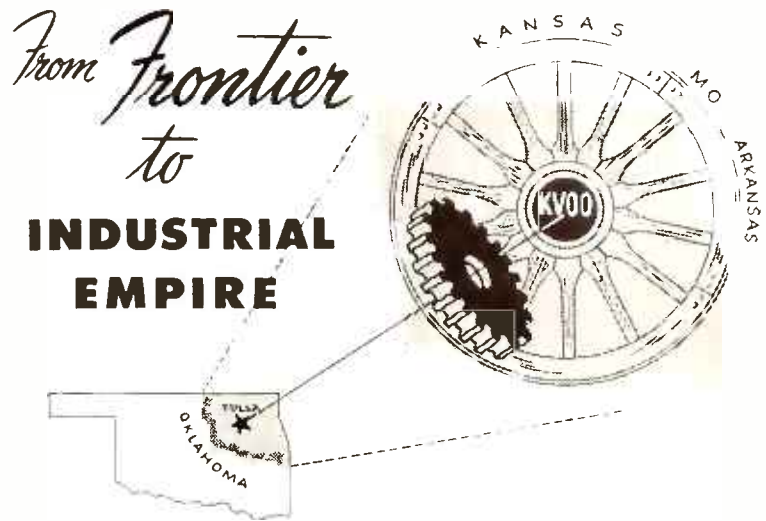 From Frontier
to
INDUSTRIAL
EMPIRE
KANSAS
MO
ARKANSAS
KVOO
TULSA
OKLAHOMA